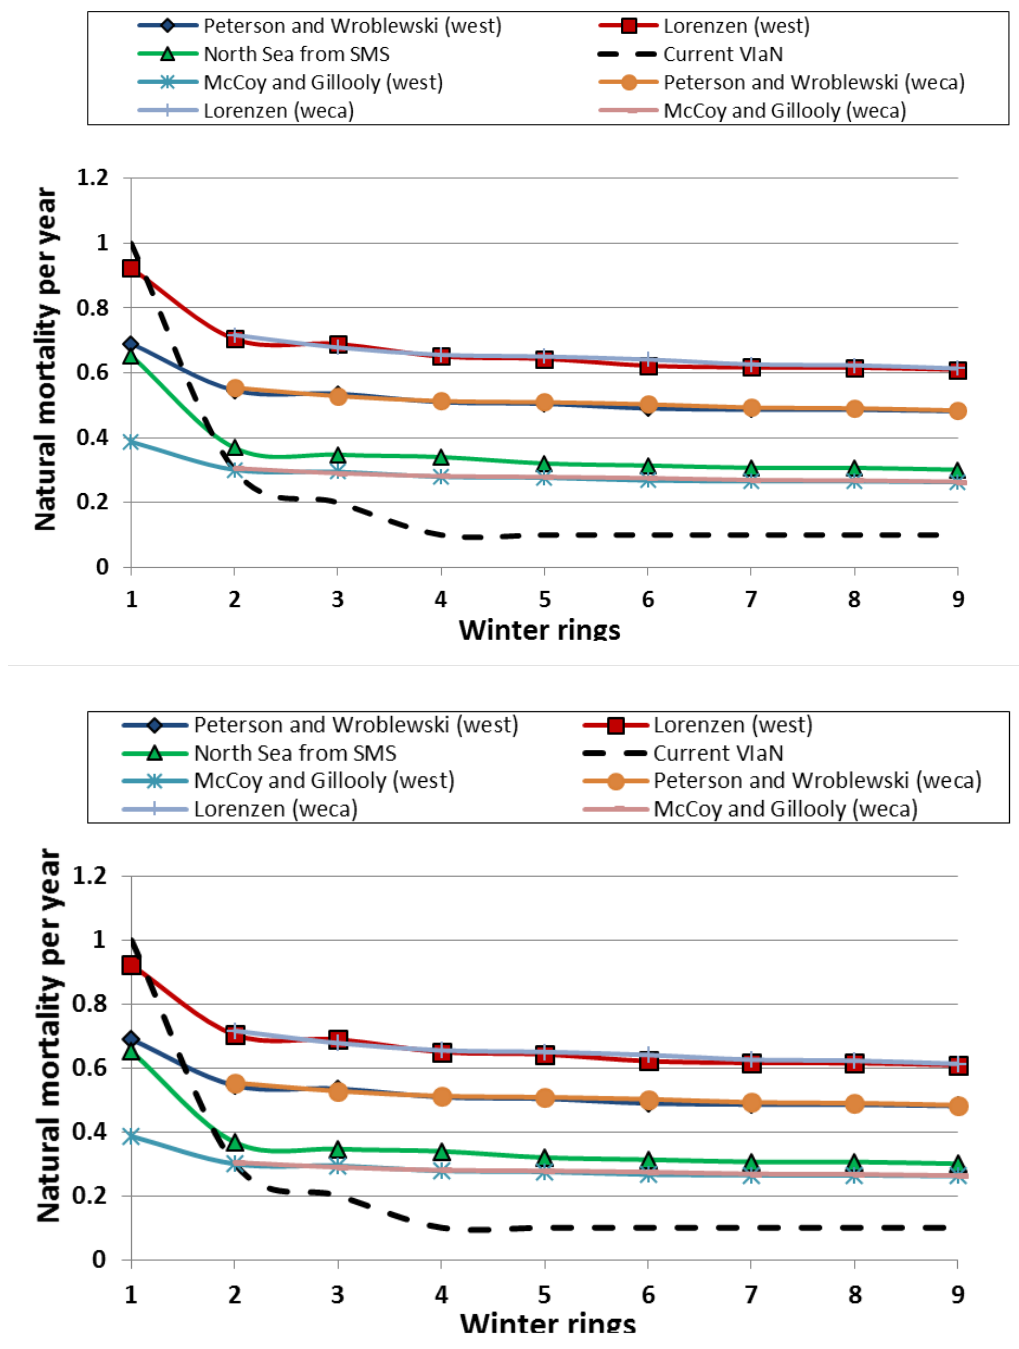 Peterson and Wroblewski (west) Lorenzen (west)
North Sea from SMS Current VIaN
McCoy and Gillooly (west) Peterson and Wroblewski (weca)
Lorenzen (weca) McCoy and Gillooly (weca)
Natural mortality per year
1.2
1
0.8
0.6
0.4
0.2
0
1 2 3 4 5 6 7 8 9
Winter rings
Peterson and Wroblewski (west) Lorenzen (west)
North Sea from SMS Current VIaN
McCoy and Gillooly (west) Peterson and Wroblewski (weca)
Lorenzen (weca) McCoy and Gillooly (weca)
Natural mortality per year
1.2
1
0.8
0.6
0.4
0.2
0
1 2 3 4 5 6 7 8 9
Winter rings